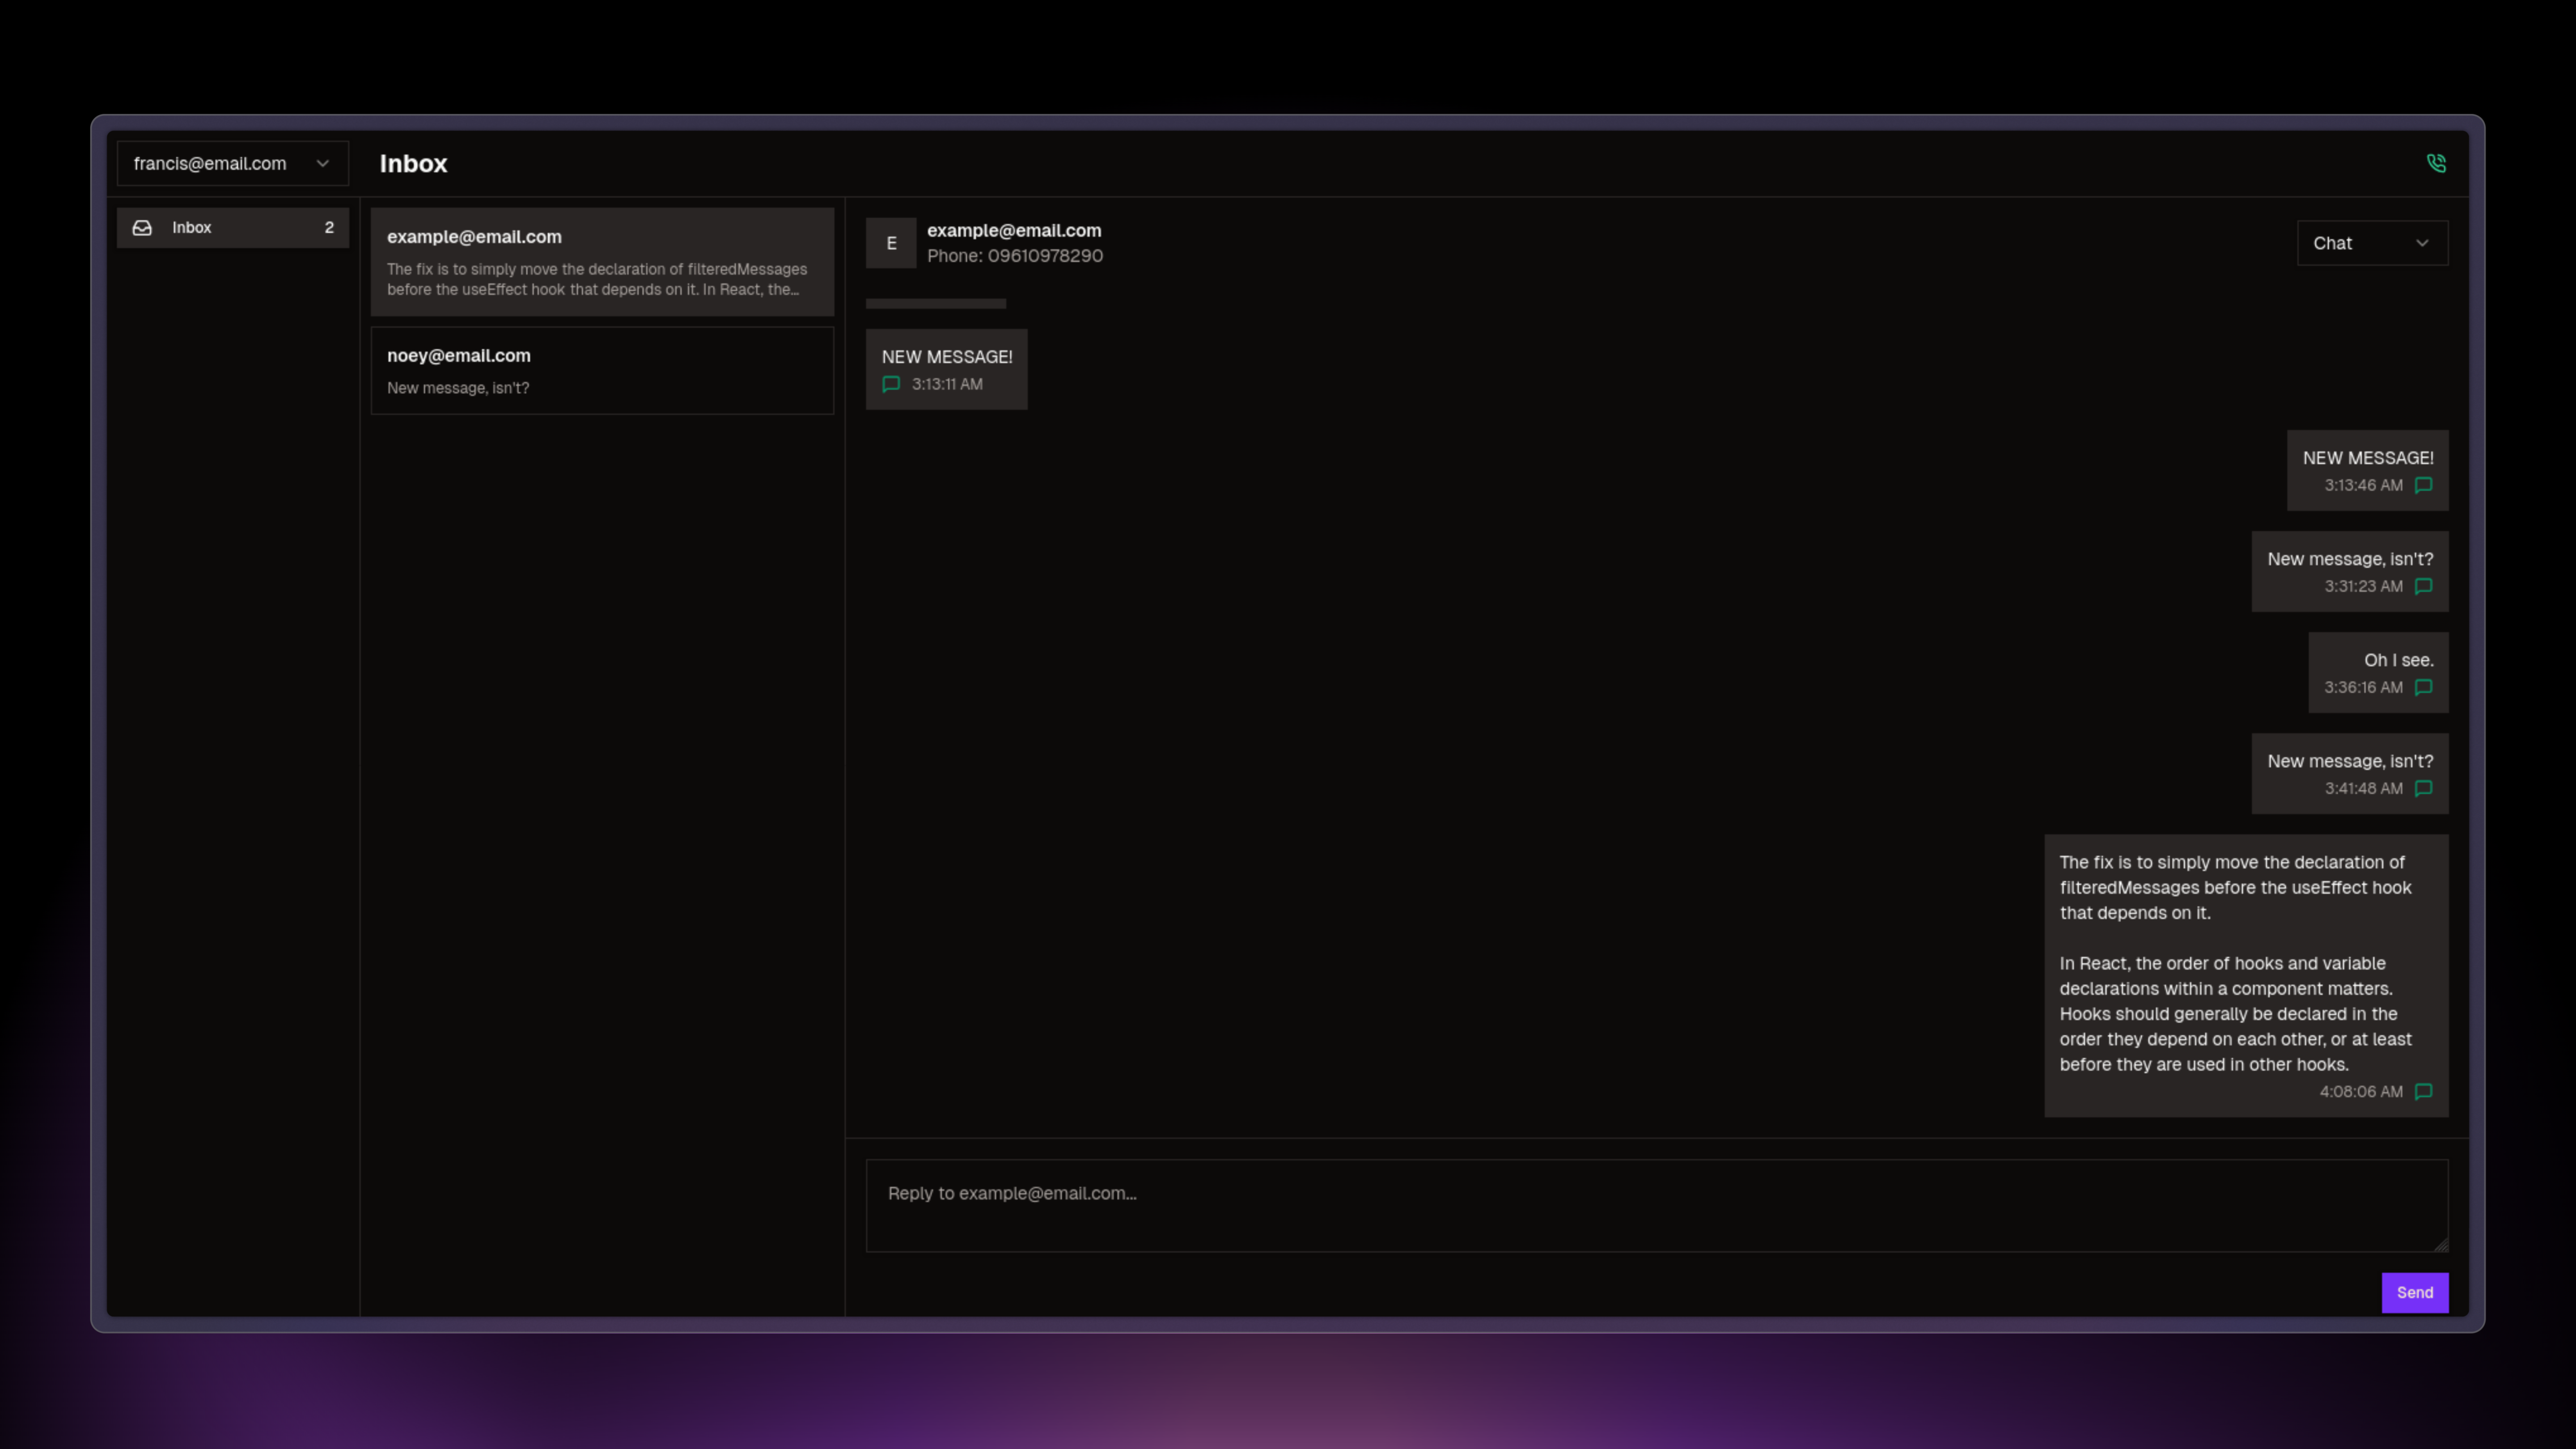 francis@email.com
Inbox
Inbox 2
example@email.com
The fix is to simply move the declaration of filteredMessages
before the useEffect hook that depends on it. In React, the...
noey@email.com
New message, isn't?
E
example@email.com
Phone: 09610978290
Chat
NEW MESSAGE!
3:13:11 AM
NEW MESSAGE!
3:13:46 AM
New message, isn't?
3:31:23 AM
Oh I see.
3:36:16 AM
New message, isn't?
3:41:48 AM
The fix is to simply move the declaration of
filteredMessages before the useEffect hook
that depends on it.
In React, the order of hooks and variable
declarations within a component matters.
Hooks should generally be declared in the
order they depend on each other, or at least
before they are used in other hooks.
4:08:06 AM
Reply to example@email.com...
Send